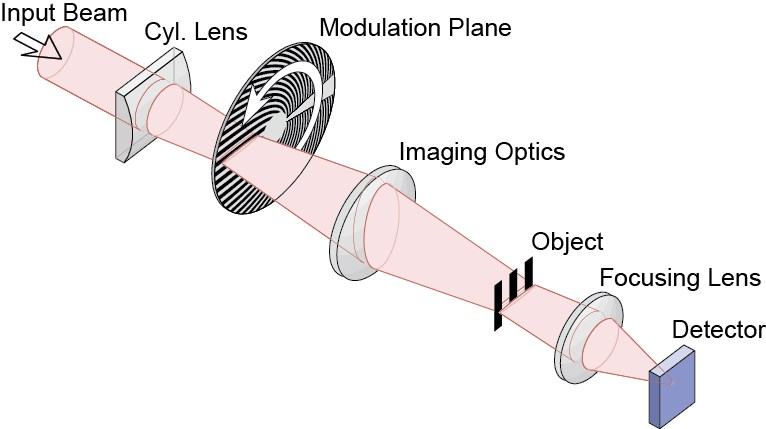 Input Beam
Cyl. Lens
Modulation Plane
Imaging Optics
Object
Focusing Lens
Detector